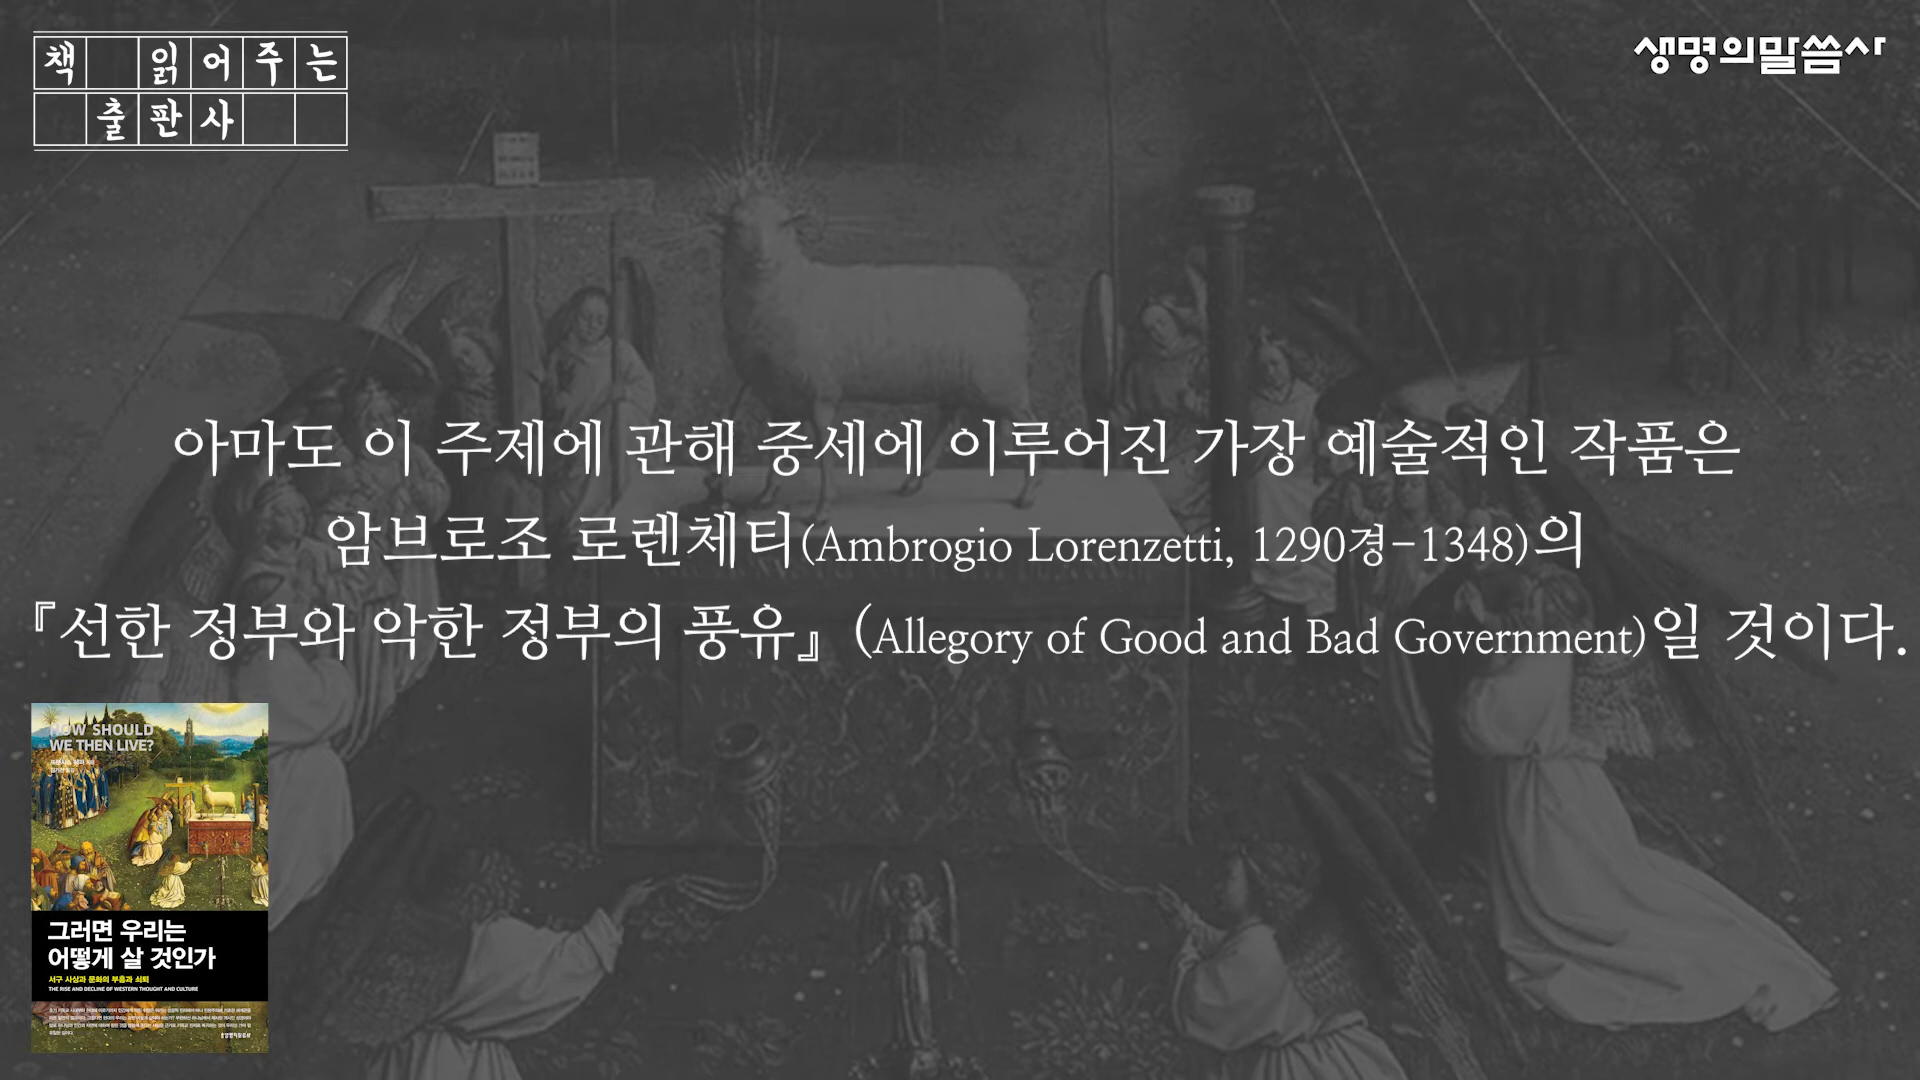 책 읽어주는
출판사
생명의말씀사
아마도 이 주제에 관해 중세에 이루어진 가장 예술적인 작품은
암브로조 로렌체티(Ambrogio Lorenzetti, 1290경-1348)의
『선한 정부와 악한 정부의 풍유』(Allegory of Good and Bad Government)일 것이다.
HOW SHOULD
WE THEN LIVE?
그러면 우리는
어떻게 살 것인가
서구 사상과 문화의 부흥과 쇠퇴
THE RISE AND DECLINE OF WESTERN THOUGHT AND CULTURE
생명의말씀사